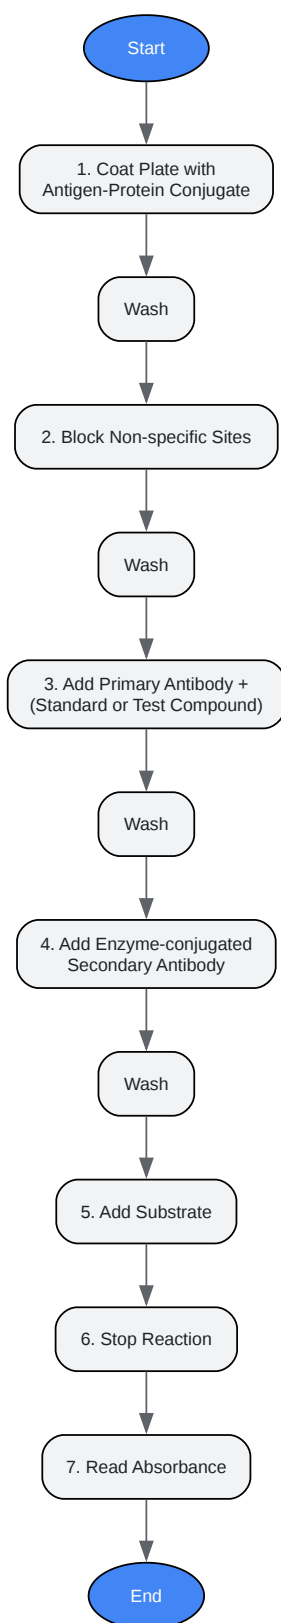 Start
1. Coat Plate with
Antigen-Protein Conjugate
Wash
2. Block Non-specific Sites
Wash
3. Add Primary Antibody +
(Standard or Test Compound)
Wash
4. Add Enzyme-conjugated
Secondary Antibody
Wash
5. Add Substrate
6. Stop Reaction
7. Read Absorbance
End